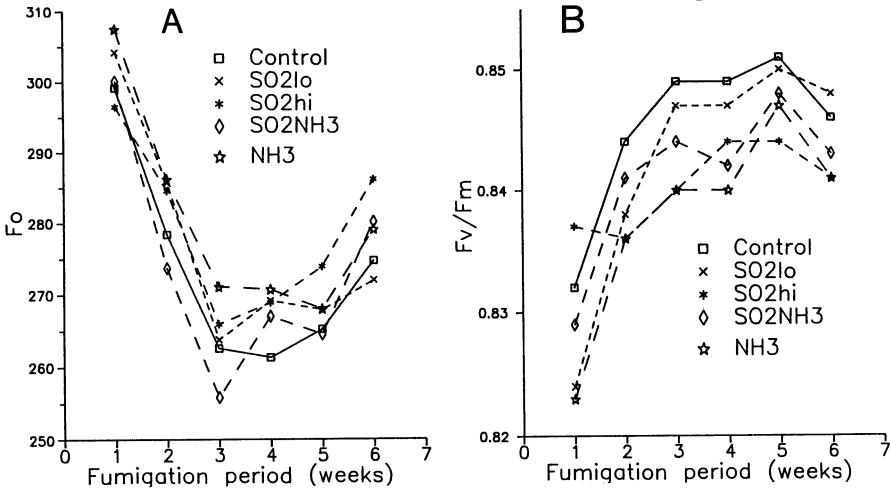 A
310
300
290
280
270
260
250
Fo
Control
SO2lo
SO2hi
SO2NH3
NH3
0 1 2 3 4 5 6 7
Fumigation period (weeks)
B
0.85
0.84
0.83
0.82
Fv/Fm
Control
SO2lo
SO2hi
SO2NH3
NH3
0 1 2 3 4 5 6 7
Fumigation period (weeks)